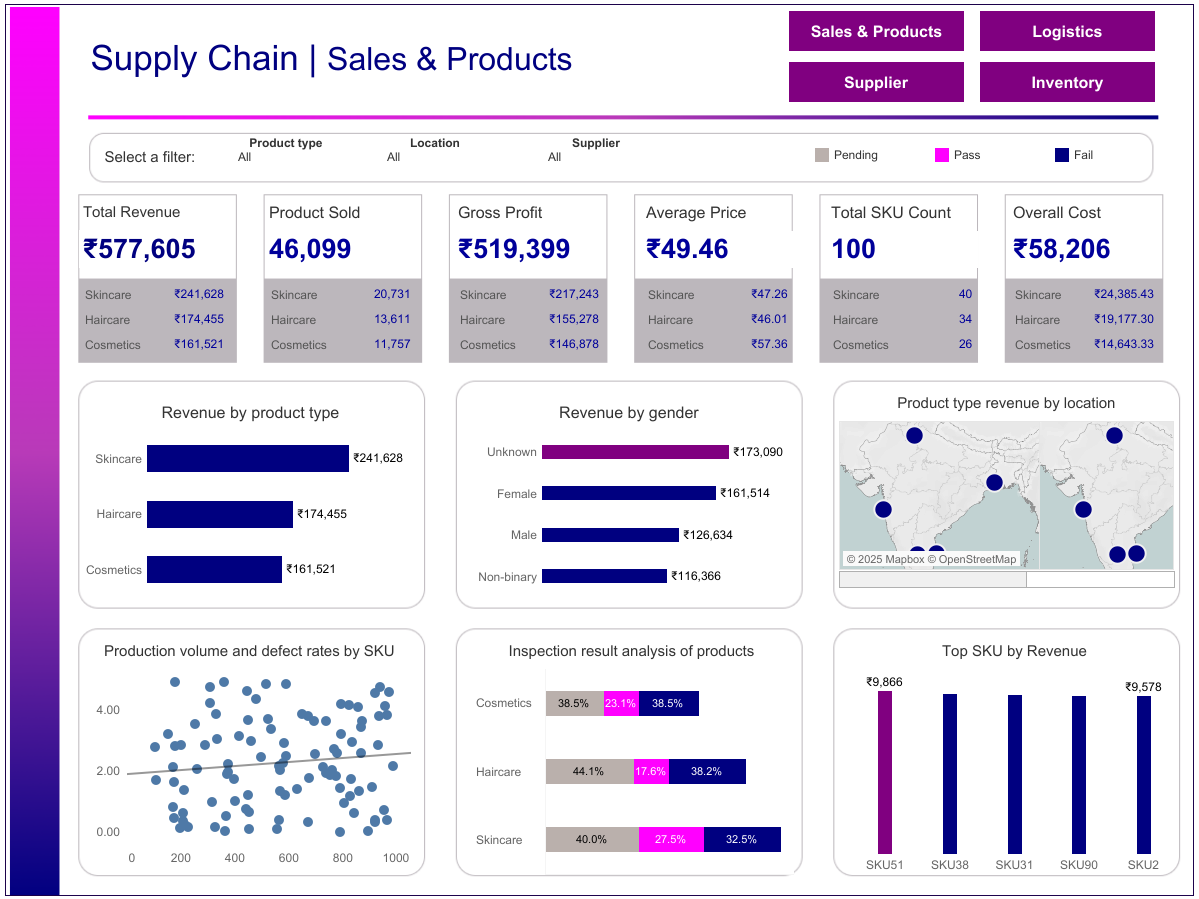 Supply Chain | Sales & Products
Sales & Products
Logistics
Supplier
Inventory
Select a filter:
Product type
All
Location
All
Supplier
All
Pending
Pass
Fail
Total Revenue
₹577,605
Skincare ₹241,628
Haircare ₹174,455
Cosmetics ₹161,521
Product Sold
46,099
Skincare 20,731
Haircare 13,611
Cosmetics 11,757
Gross Profit
₹519,399
Skincare ₹217,243
Haircare ₹155,278
Cosmetics ₹146,878
Average Price
₹49.46
Skincare ₹47.26
Haircare ₹46.01
Cosmetics ₹57.36
Total SKU Count
100
Skincare 40
Haircare 34
Cosmetics 26
Overall Cost
₹58,206
Skincare ₹24,385.43
Haircare ₹19,177.30
Cosmetics ₹14,643.33
Revenue by product type
Skincare ₹241,628
Haircare ₹174,455
Cosmetics ₹161,521
Revenue by gender
Unknown ₹173,090
Female ₹161,514
Male ₹126,634
Non-binary ₹116,366
Product type revenue by location
© 2025 Mapbox © OpenStreetMap
Production volume and defect rates by SKU
4.00
2.00
0.00
0 200 400 600 800 1000
Inspection result analysis of products
Cosmetics 38.5% 23.1% 38.5%
Haircare 44.1% 17.6% 38.2%
Skincare 40.0% 27.5% 32.5%
Top SKU by Revenue
₹9,866 ₹9,578
SKU51 SKU38 SKU31 SKU90 SKU2